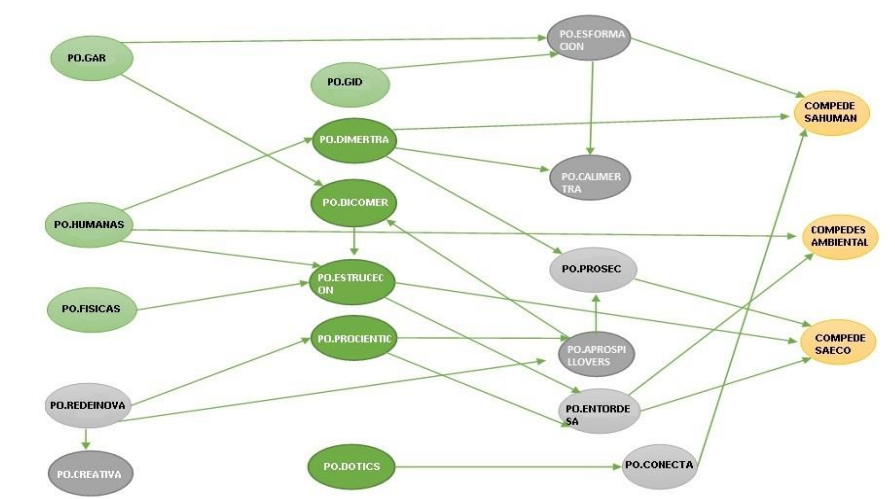 PO.ESFORMA
CION
PO.GAR
PO.GID
COMPEDE
SAHUMAN
PO.DIMERTRA
PO.CALIMER
TRA
PO.DICOMER
PO.HUMANAS
COMPEDES
AMBIENTAL
PO.PROSEC
PO.ESTRUCEC
ON
PO.FISICAS
PO.PROCIENTIC
COMPEDE
SAECO
PO.APROSPI
LLOVERS
PO.REDEINOVA
PO.ENTORDE
SA
PO.CREATIVA
PO.DOTICS
PO.CONECTA